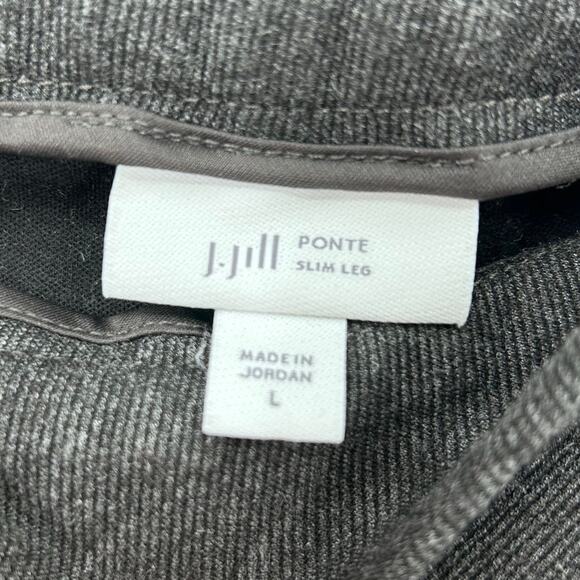 J.Jill PONTE
SLIM LEG
MADE IN
JORDAN
L